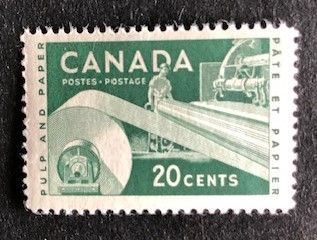 CANADA
POSTES - POSTAGE
PULP AND PAPER
PÂTE ET PAPIER
20 CENTS